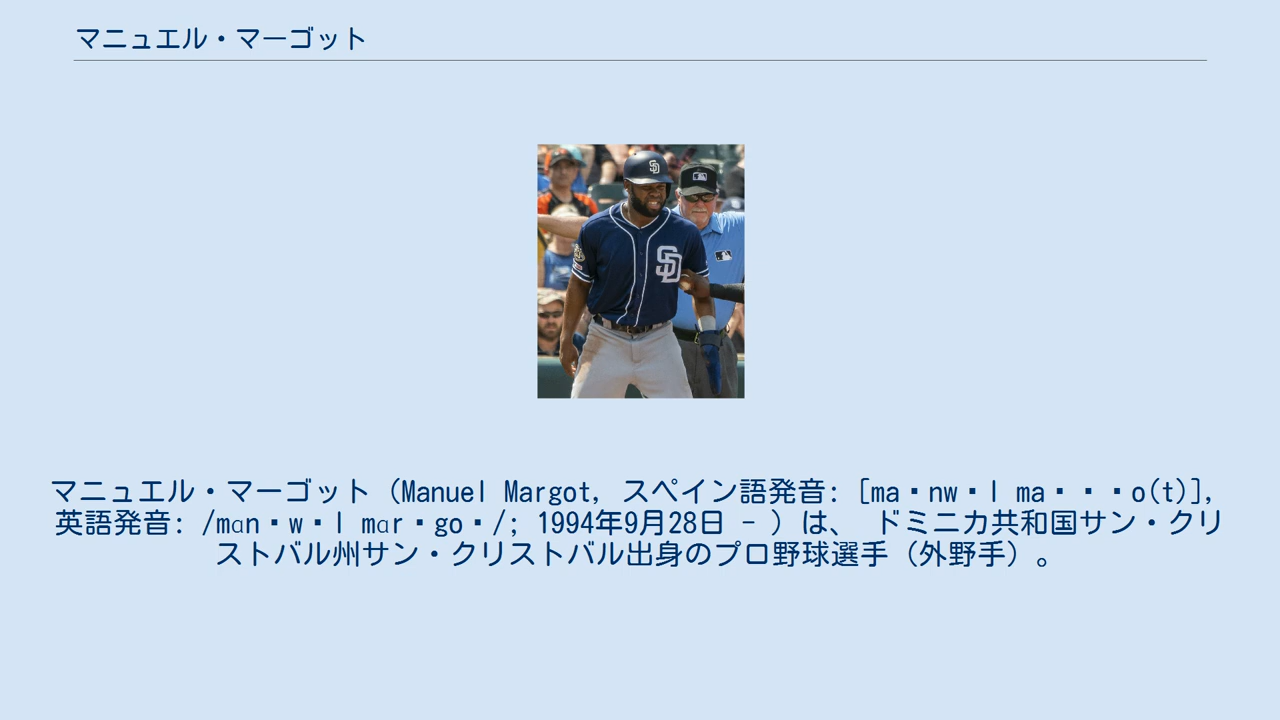 マニュエル・マーゴット
SD
SD
マニュエル・マーゴット（Manuel Margot, スペイン語発音: [ma▪nw▪l ma▪▪▪o(t)],
英語発音: /mɑn▪w▪l mɑr▪go▪/; 1994年9月28日 - ）は、 ドミニカ共和国サン・クリ
ストバル州サン・クリストバル出身のプロ野球選手（外野手）。